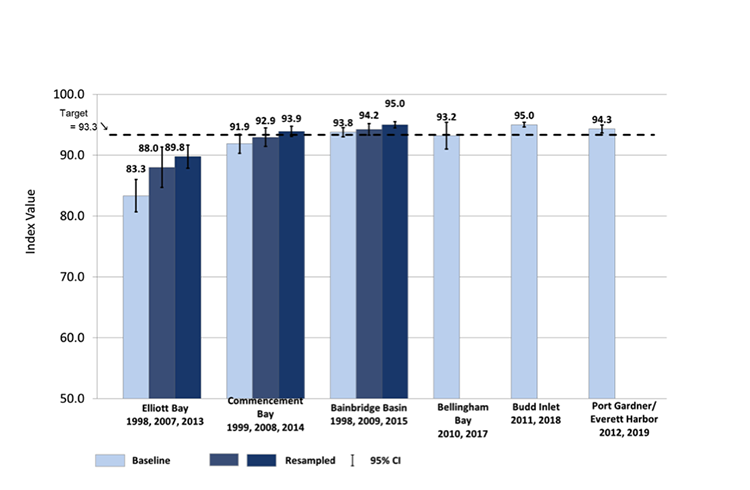 100.0
Target
= 93.3
90.0
80.0
70.0
60.0
50.0
Index Value
83.3
88.0
89.8
91.9
92.9
93.9
93.8
94.2
95.0
93.2
95.0
94.3
Elliott Bay
1998, 2007, 2013
Commencement
Bay
1999, 2008, 2014
Bainbridge Basin
1998, 2009, 2015
Bellingham
Bay
2010, 2017
Budd Inlet
2011, 2018
Port Gardner/
Everett Harbor
2012, 2019
Baseline
Resampled
95% CI